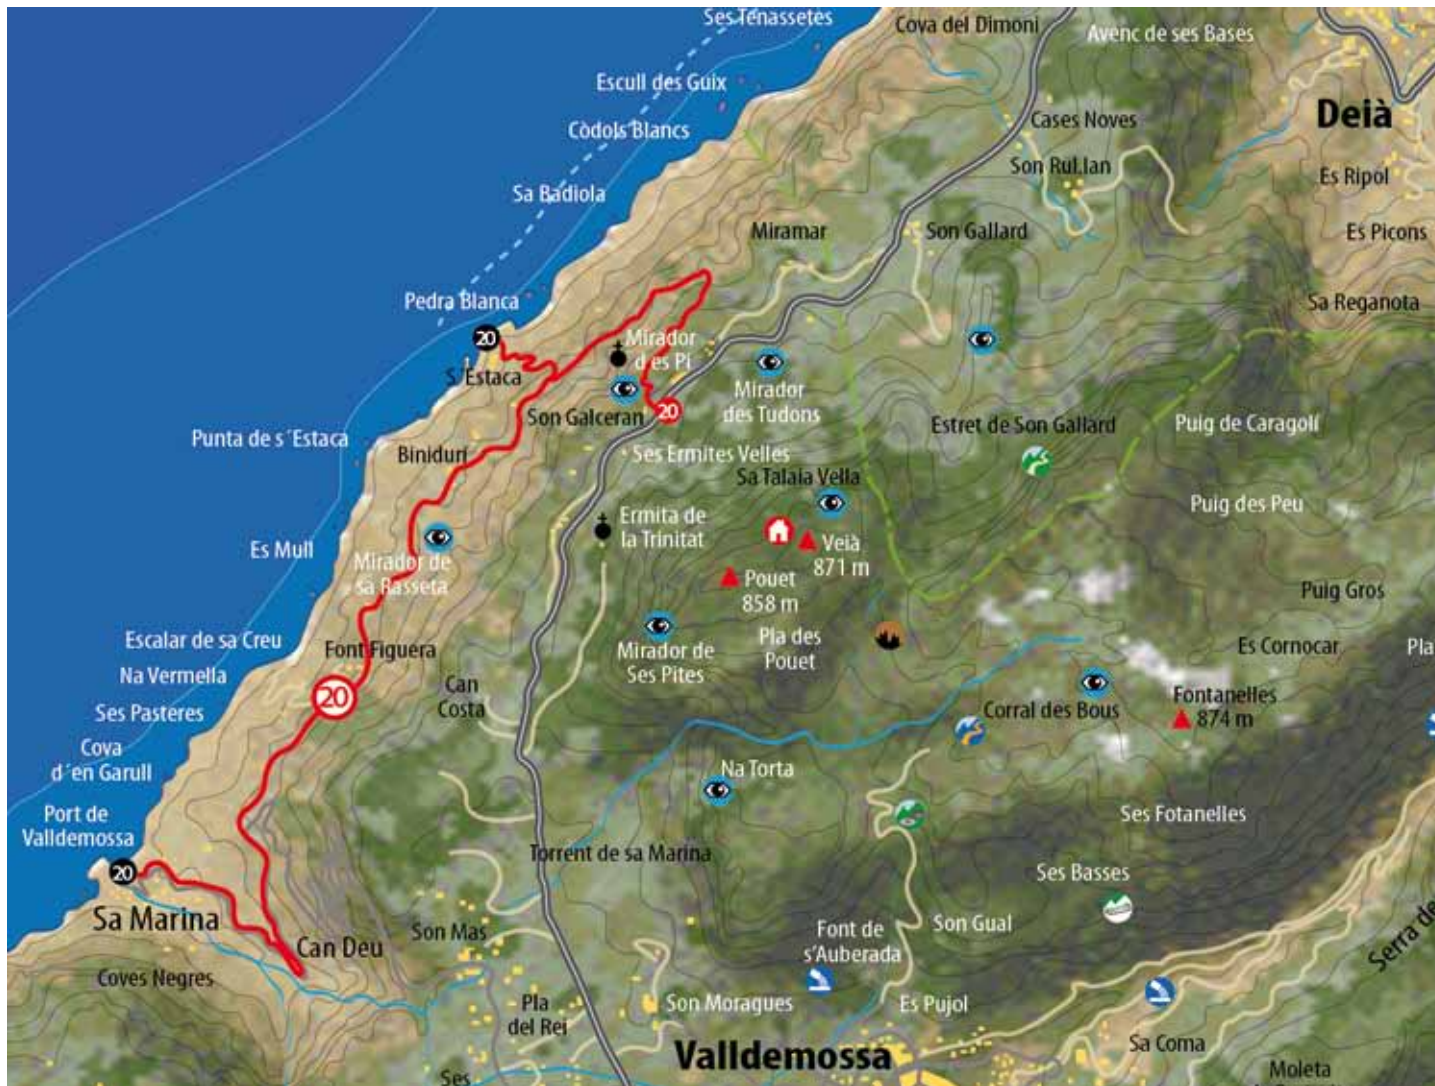 Ses Tenassetes
Cova del Dimoni
Avenc de ses Bases
Escull des Guix
Deià
Cases Noves
Còdols Blancs
Son Rul.lan
Es Ripol
Sa Badiola
Miramar
Son Gallard
Es Picons
Pedra Blanca
Sa Reganota
20
Mirador
d es Pi
S´Estaca
Mirador
des Tudons
Son Galceran
20
Punta de s´Estaca
Estret de Son Gallard
Puig de Caragolí
Biniduri
Ses Ermites Velles
Sa Talaia Vella
Puig des Peu
Ermita de
la Trinitat
Es Mull
Veià
871 m
Mirador de
sa Rasseta
Pouet
858 m
Puig Gros
Escalar de sa Creu
Font Figuera
Mirador de
Ses Pites
Pla des
Pouet
Es Cornocar
Pla
Na Vermella
20
Can
Costa
Corral des Bous
Fontanelles
874 m
Ses Pasteres
Cova
d´en Garull
Na Torta
Port de
Valldemossa
Ses Fotanelles
Torrent de sa Marina
20
Ses Basses
Sa Marina
Can Deu
Son Mas
Font de
s'Auberada
Son Gual
Serra de
Coves Negres
Pla
del Rei
Son Moragues
Es Pujol
Valldemossa
Sa Coma
Moleta
Ses